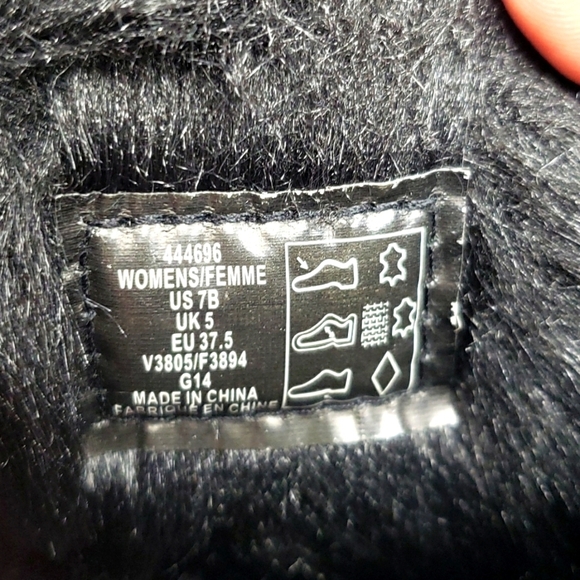 444696
WOMENS/FEMME
US 7B
UK 5
EU 37.5
V3805/F3894
G14
MADE IN CHINA
FABRIQUE EN CHINE